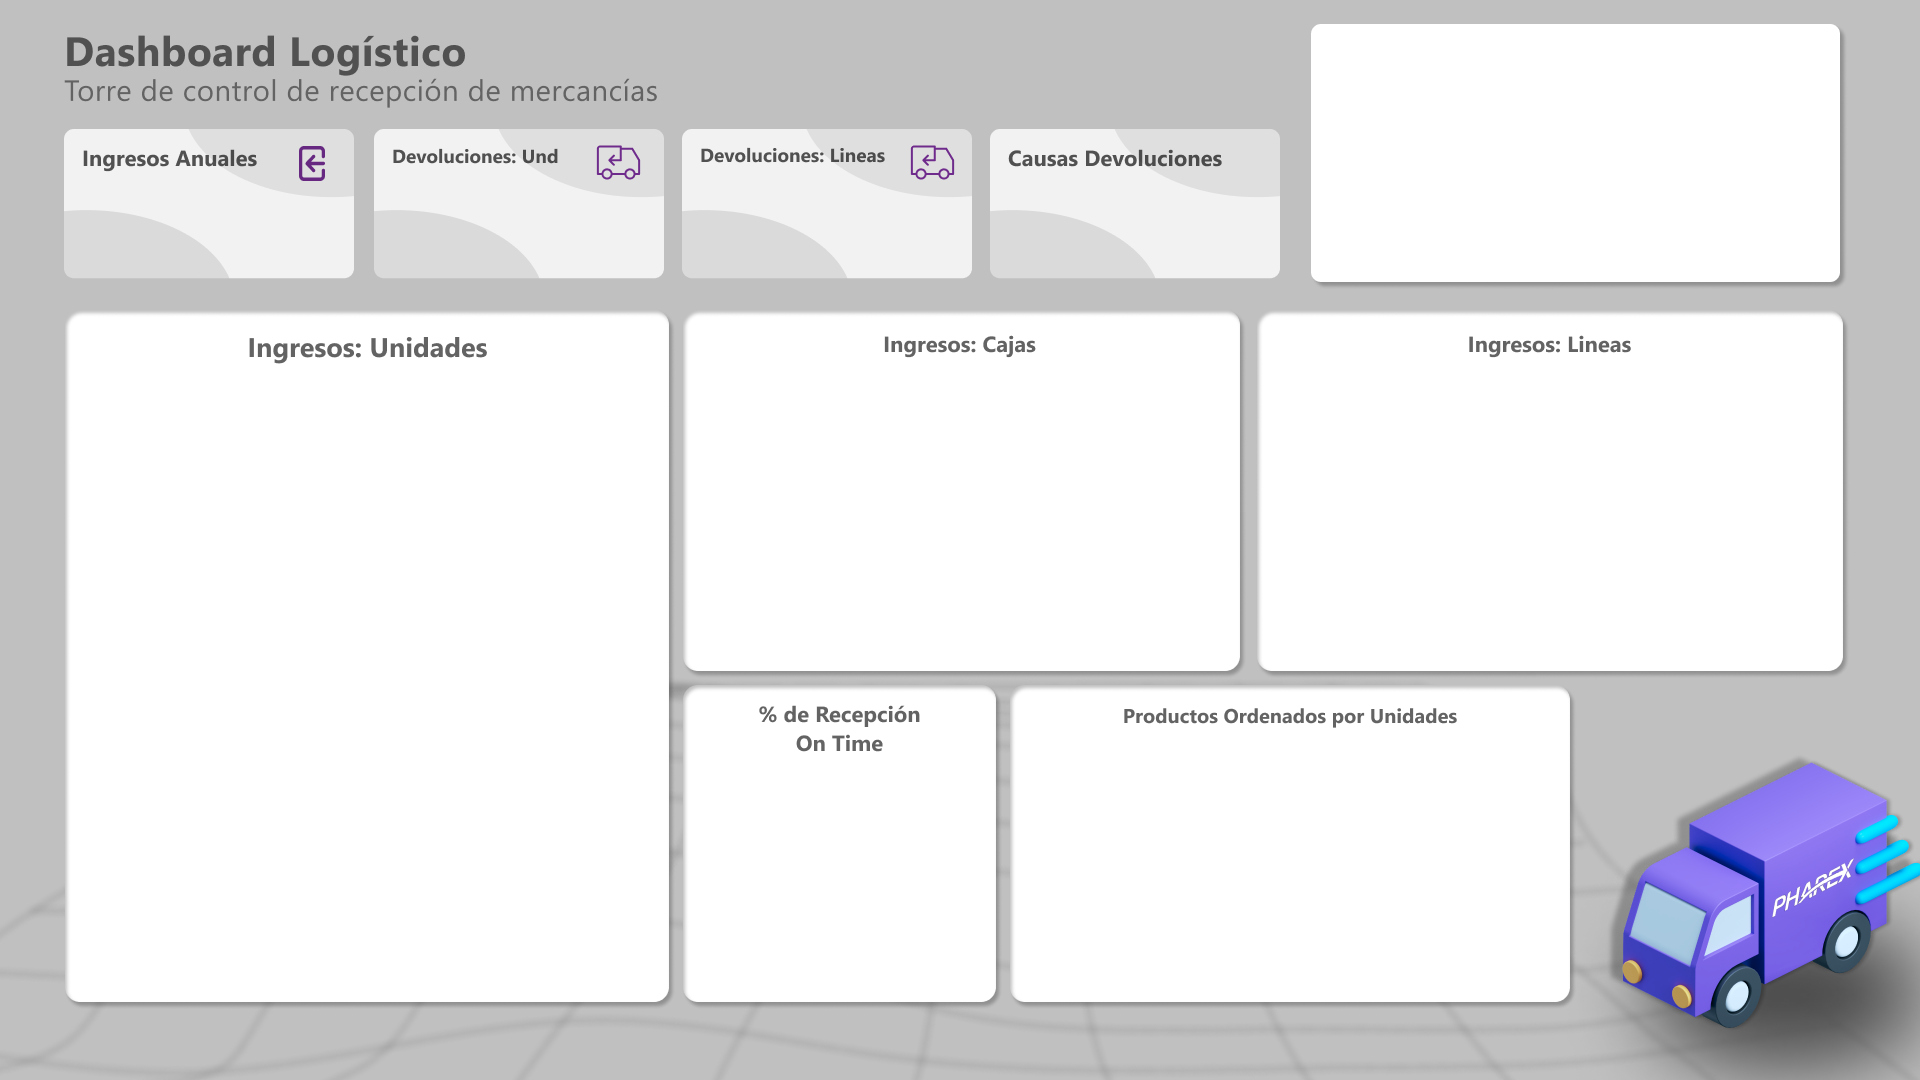 Dashboard Logístico
Torre de control de recepción de mercancías
Ingresos Anuales
Devoluciones: Und
Devoluciones: Lineas
Causas Devoluciones
Ingresos: Unidades
Ingresos: Cajas
Ingresos: Lineas
% de Recepción
On Time
Productos Ordenados por Unidades
PHAREX